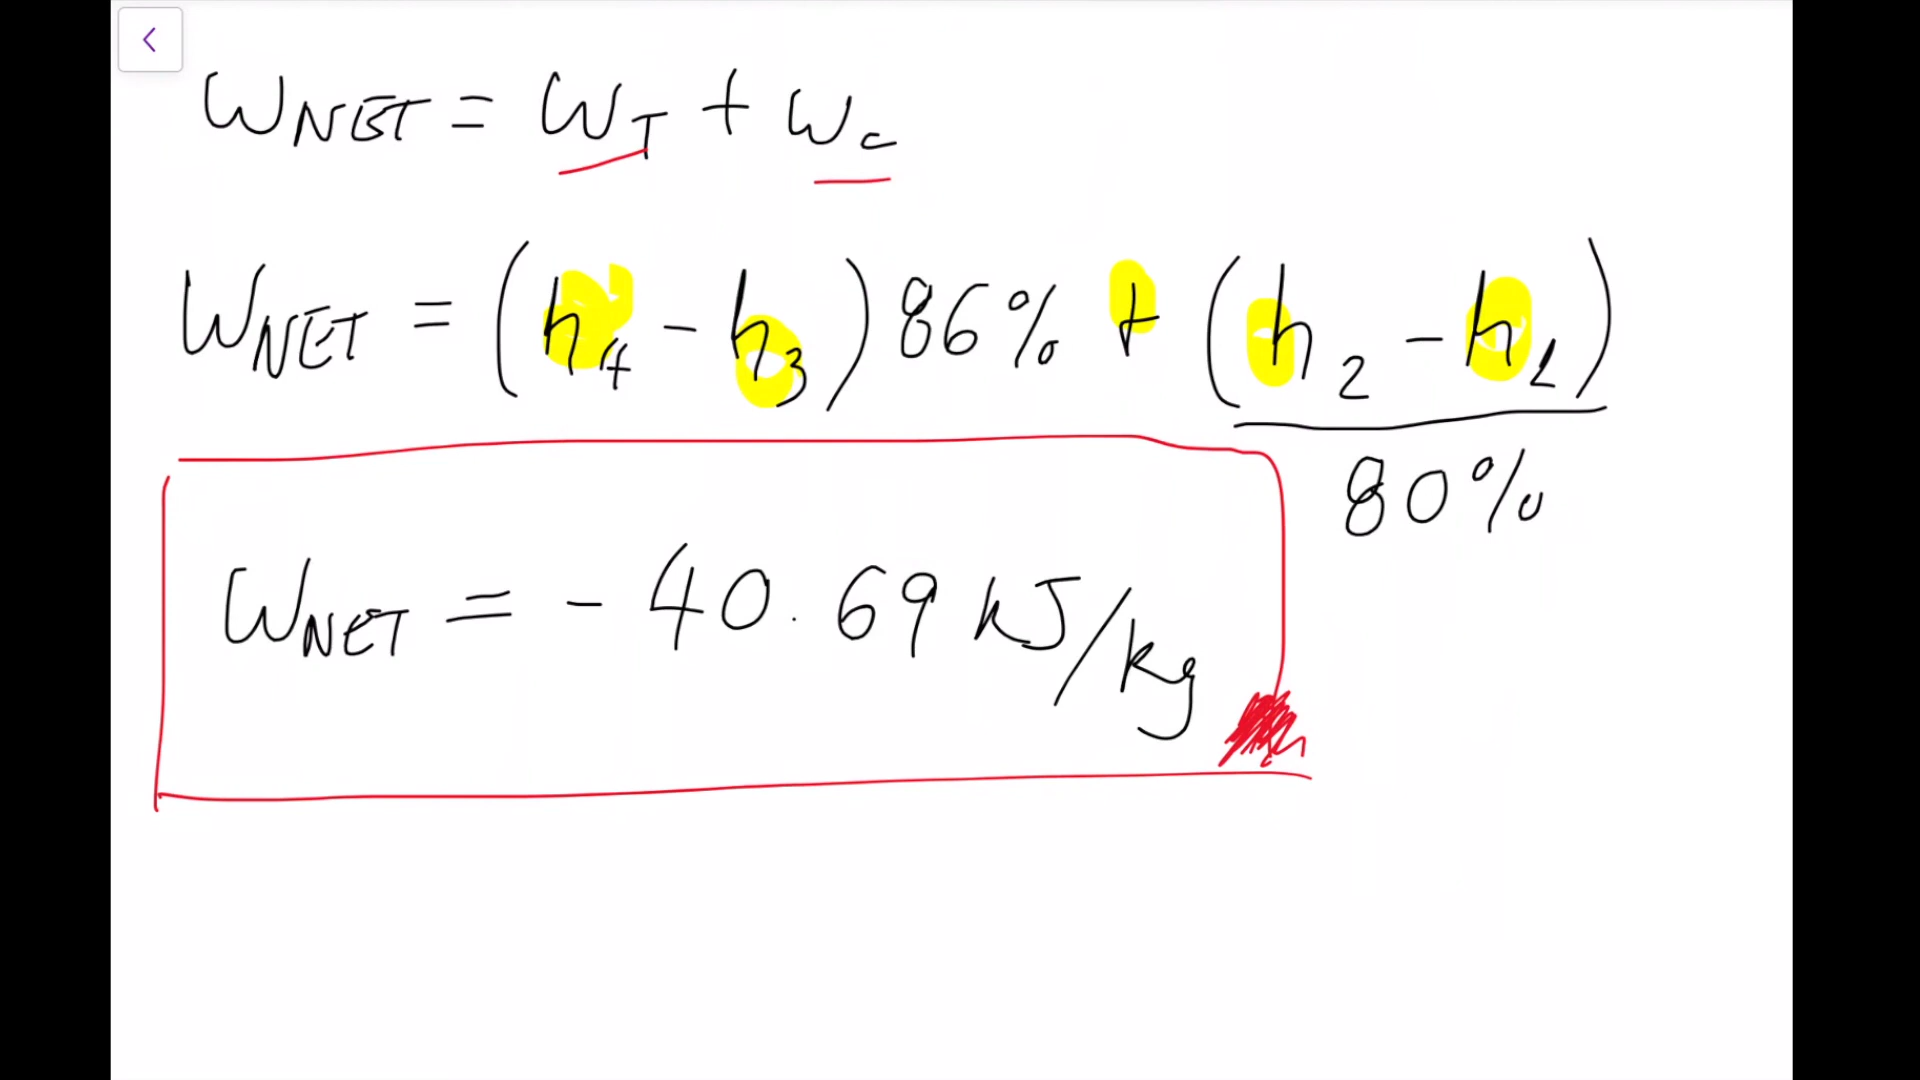 WNET = WT + Wc
WNET = (h4 - h3) 86% + (h2 - h1)
80%
WNET = - 40.69 kJ/kg